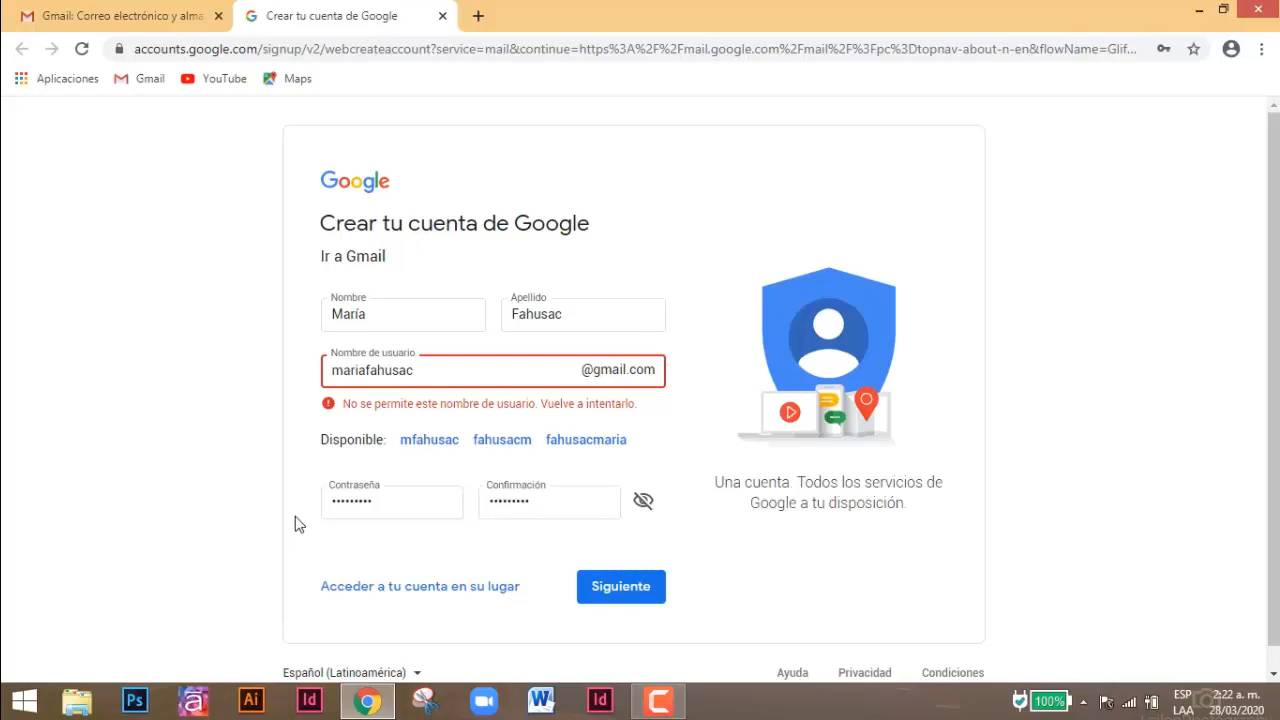 Gmail: Correo electrónico y alma
Crear tu cuenta de Google
accounts.google.com/signup/v2/webcreateaccount?service=mail&continue=https%3A%2F%2Fmail.google.com%2Fmail%2F%3Fpc%3Dtopnav-about-n-en&flowName=Glif...
Aplicaciones Gmail YouTube Maps
Google
Crear tu cuenta de Google
Ir a Gmail
Nombre Apellido
María Fahusac
Nombre de usuario
mariafahusac @gmail.com
No se permite este nombre de usuario. Vuelve a intentarlo.
Disponible: mfahusac fahusacm fahusacmaria
Contraseña Confirmación
••••••••• •••••••••
Acceder a tu cuenta en su lugar Siguiente
Una cuenta. Todos los servicios de
Google a tu disposición.
Español (Latinoamérica) Ayuda Privacidad Condiciones
Ps Ai Id W Id C
100% ESP 2:22 a. m.
LAA 28/03/2020